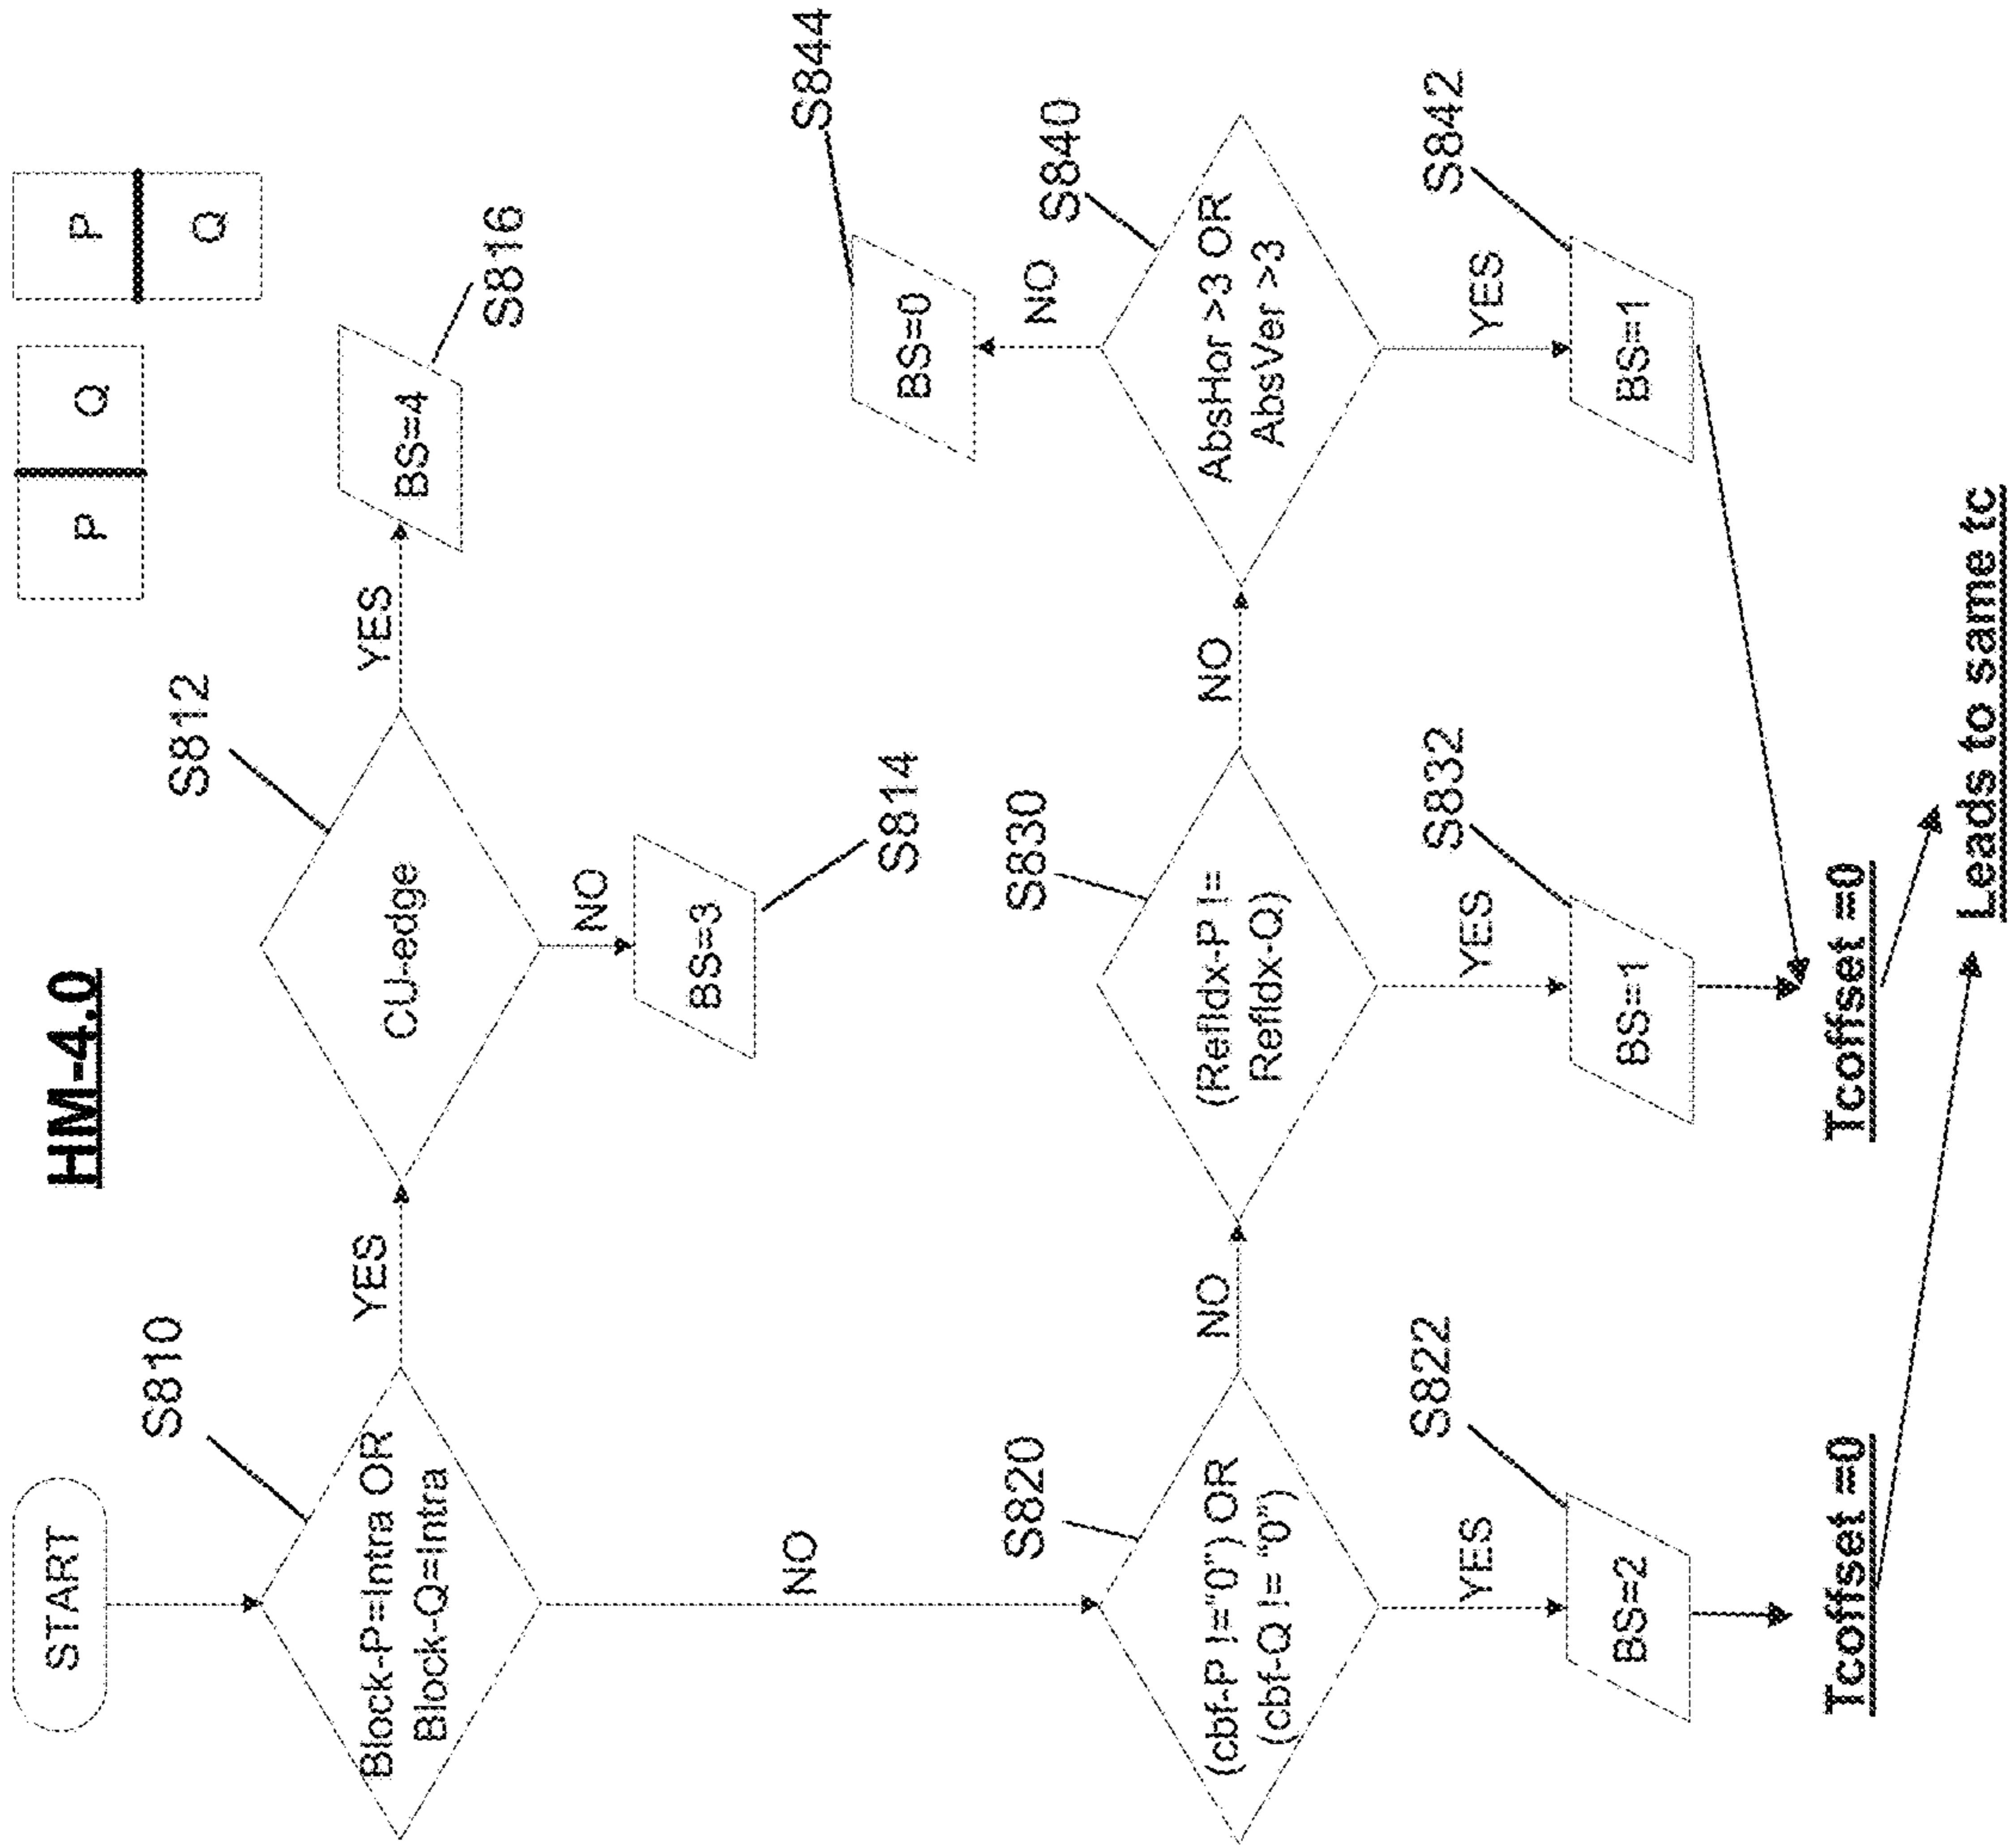 HM-4.0
P
Q
P
Q
START
S810
Block-P=Intra OR
Block-Q=Intra
YES
S812
CU-edge
YES
BS=4
S816
NO
BS=3
S814
NO
S820
(cbf-P !="0") OR
(cbf-Q != "0")
NO
S830
(RefIdx-P !=
RefIdx-Q)
NO
S840
AbsHor >3 OR
AbsVer >3
NO
BS=0
S844
YES
BS=2
S822
YES
BS=1
S832
YES
BS=1
S842
Tcoffset =0
Tcoffset =0
Leads to same tc